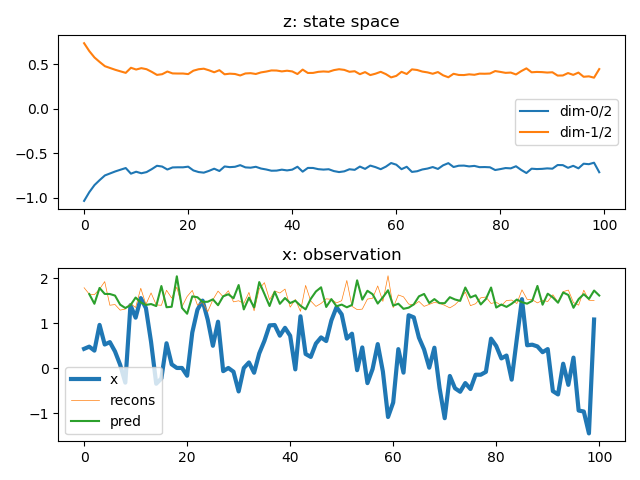 z: state space
0.5
0.0
−0.5
−1.0
dim-0/2
dim-1/2
0 20 40 60 80 100
x: observation
2
1
0
−1
x
recons
pred
0 20 40 60 80 100